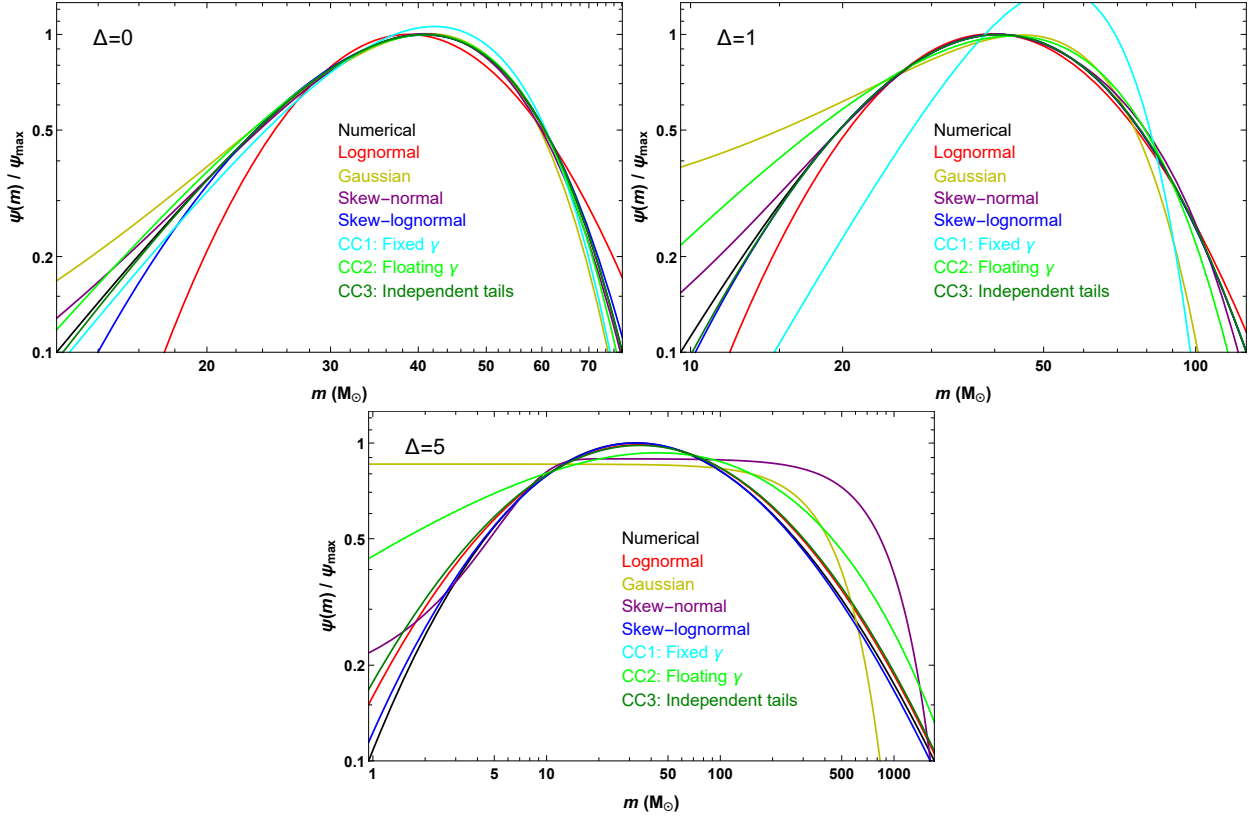 Δ=0
1
0.5
0.2
0.1
ψ(m) / ψmax
Numerical
Lognormal
Gaussian
Skew-normal
Skew-lognormal
CC1: Fixed γ
CC2: Floating γ
CC3: Independent tails
20 30 40 50 60 70
m (M⊙)
Δ=1
1
0.5
0.2
0.1
ψ(m) / ψmax
Numerical
Lognormal
Gaussian
Skew-normal
Skew-lognormal
CC1: Fixed γ
CC2: Floating γ
CC3: Independent tails
10 20 50 100
m (M⊙)
Δ=5
1
0.5
0.2
0.1
ψ(m) / ψmax
Numerical
Lognormal
Gaussian
Skew-normal
Skew-lognormal
CC1: Fixed γ
CC2: Floating γ
CC3: Independent tails
1 5 10 50 100 500 1000
m (M⊙)